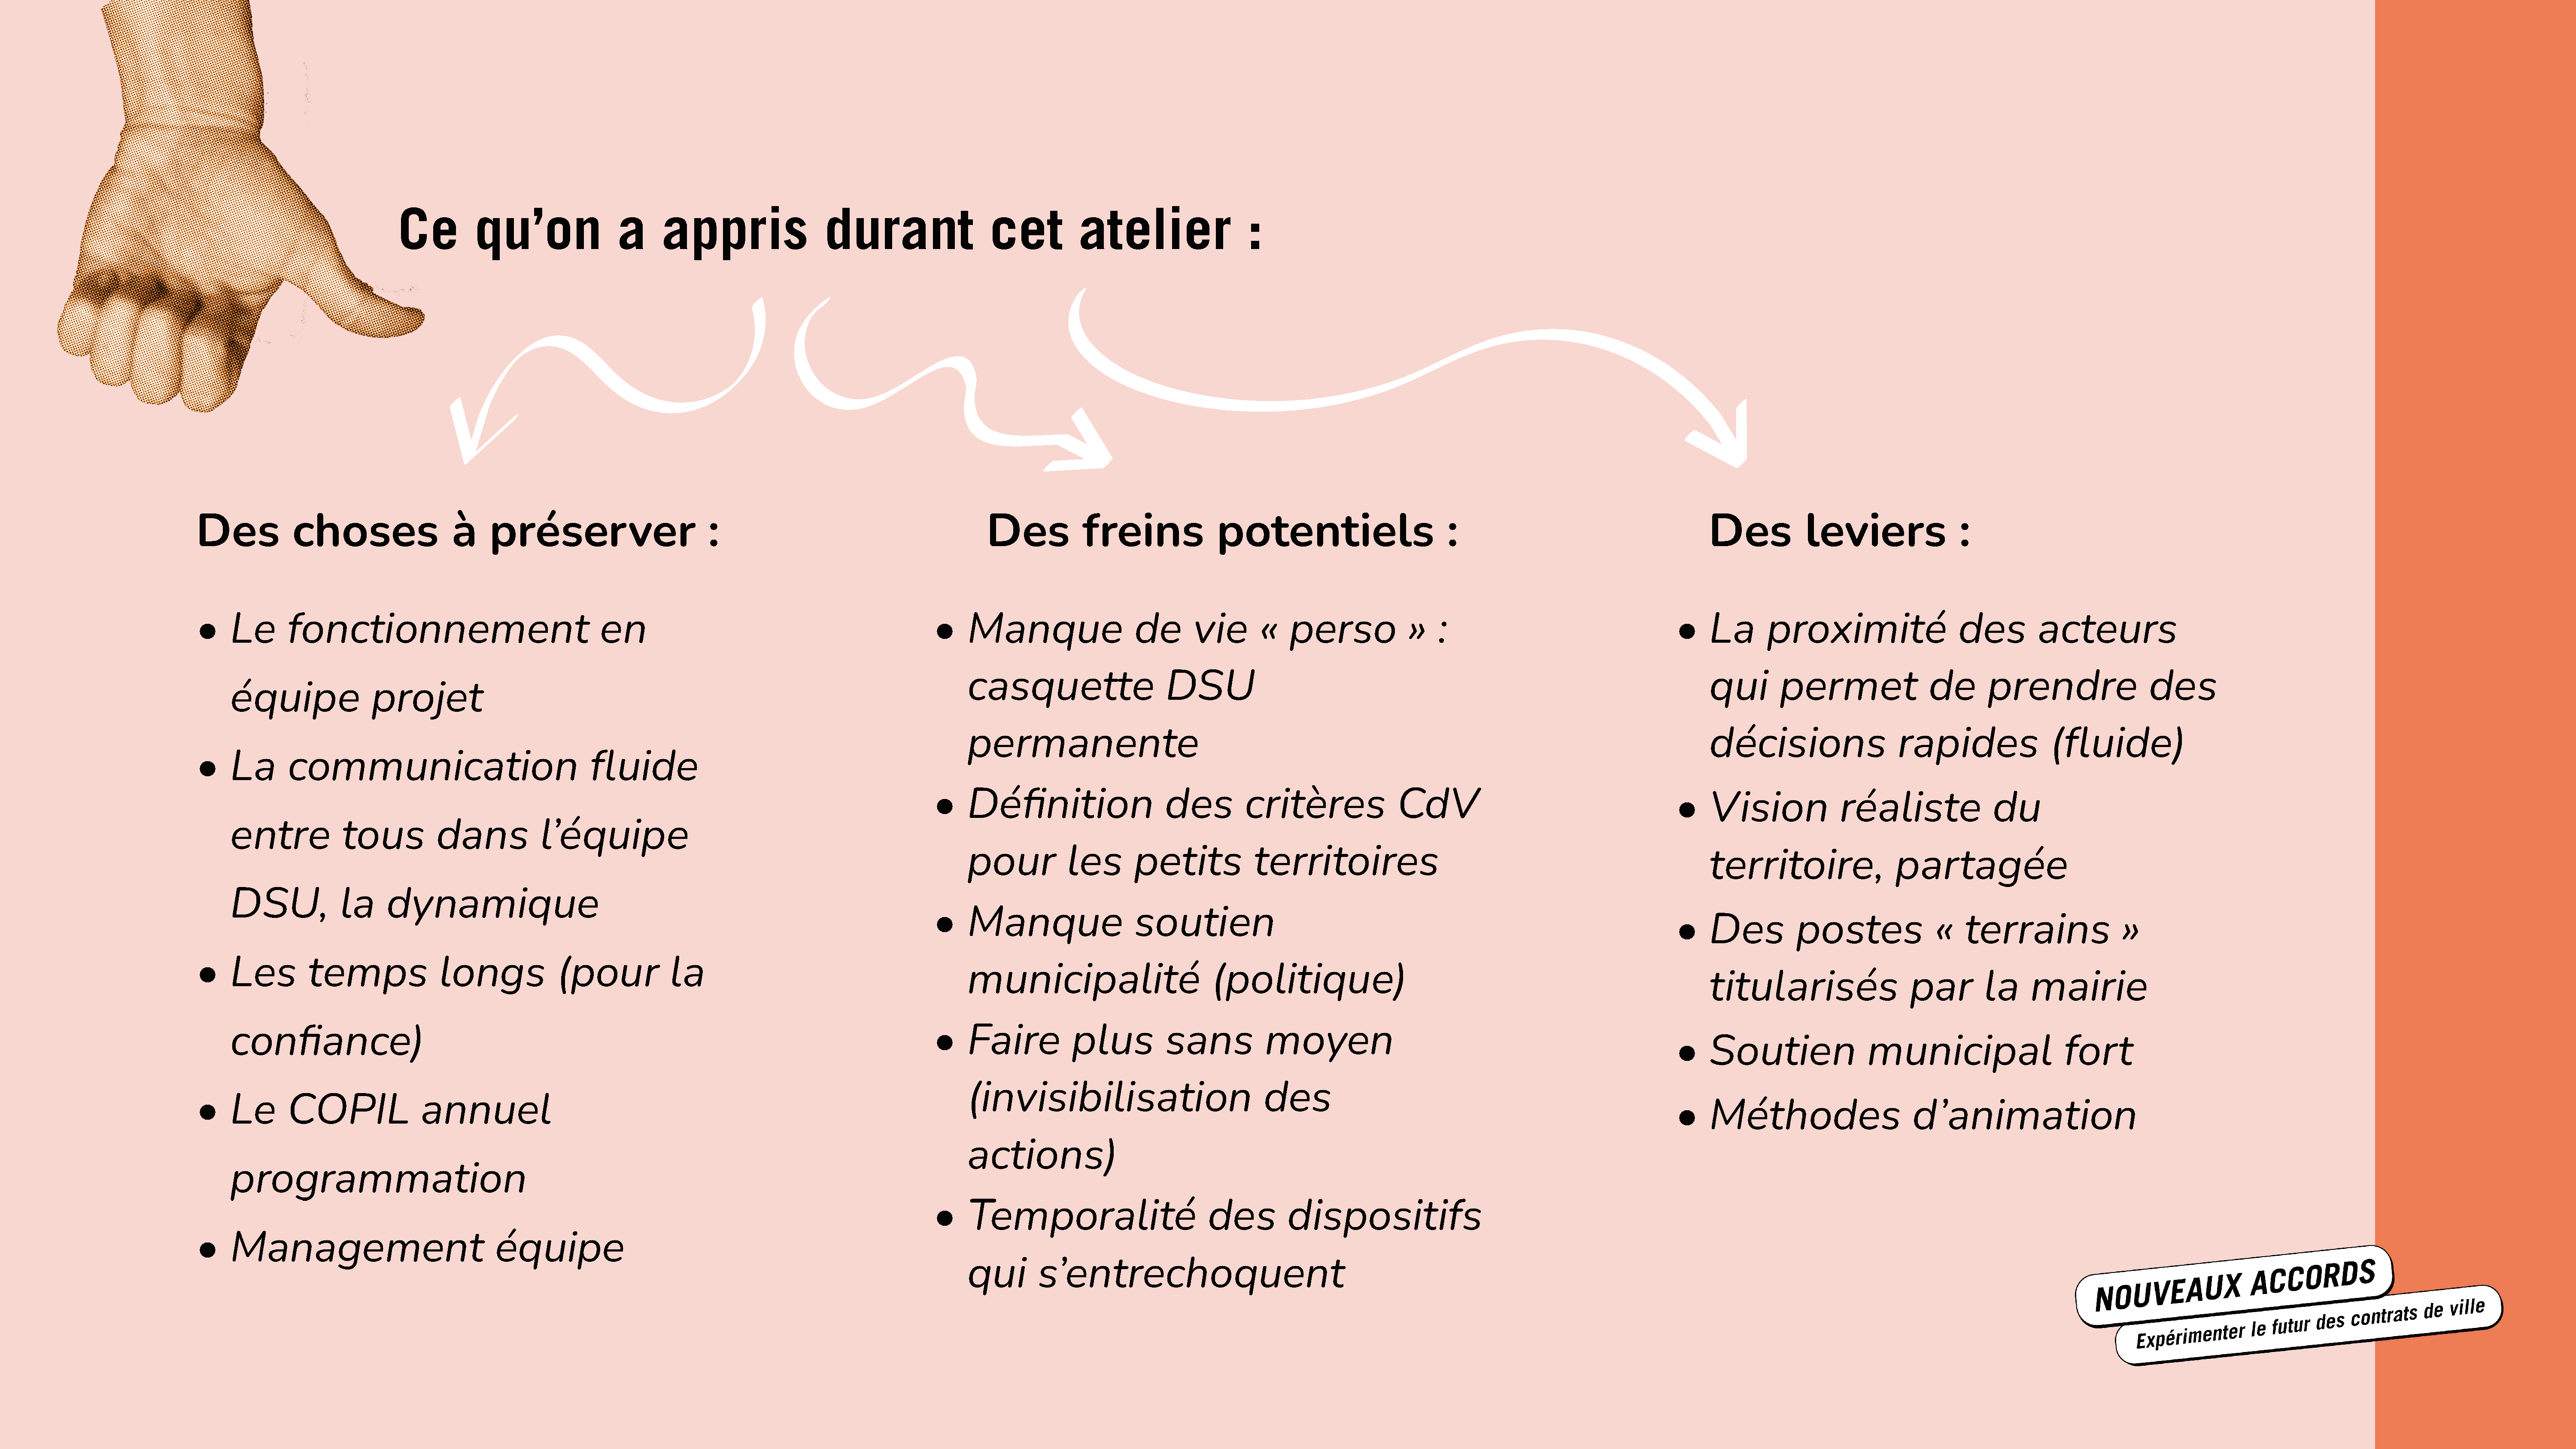 Ce qu’on a appris durant cet atelier :
Des choses à préserver :
• Le fonctionnement en
équipe projet
• La communication fluide
entre tous dans l’équipe
DSU, la dynamique
• Les temps longs (pour la
confiance)
• Le COPIL annuel
programmation
• Management équipe
Des freins potentiels :
• Manque de vie « perso » :
casquette DSU
permanente
• Définition des critères CdV
pour les petits territoires
• Manque soutien
municipalité (politique)
• Faire plus sans moyen
(invisibilisation des
actions)
• Temporalité des dispositifs
qui s’entrechoquent
Des leviers :
• La proximité des acteurs
qui permet de prendre des
décisions rapides (fluide)
• Vision réaliste du
territoire, partagée
• Des postes « terrains »
titularisés par la mairie
• Soutien municipal fort
• Méthodes d’animation
NOUVEAUX ACCORDS
Expérimenter le futur des contrats de ville